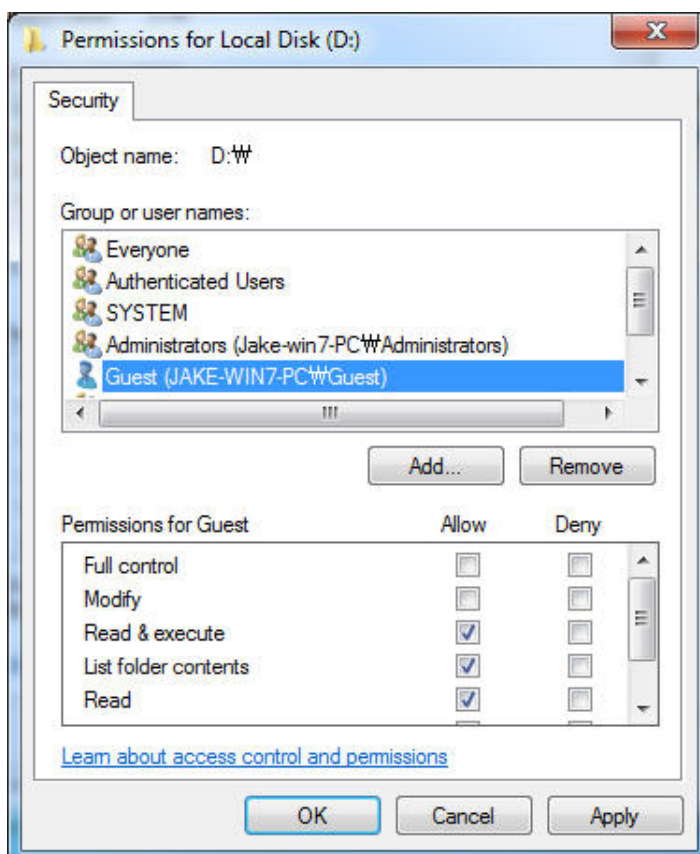 Permissions for Local Disk (D:)
Security
Object name: D:₩
Group or user names:
Everyone
Authenticated Users
SYSTEM
Administrators (Jake-win7-PC₩Administrators)
Guest (JAKE-WIN7-PC₩Guest)
Add... Remove
Permissions for Guest Allow Deny
Full control
Modify
Read & execute
List folder contents
Read
Learn about access control and permissions
OK Cancel Apply